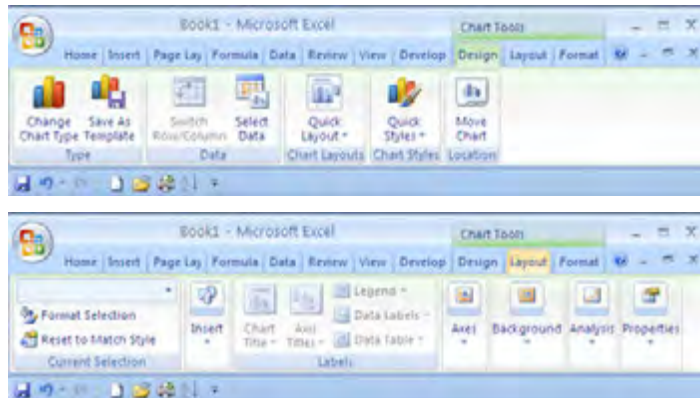 Book1 - Microsoft Excel Chart Tools
Home Insert Page Lay Formula Data Review View Develop Design Layout Format
Change Chart Type Save As Template Switch Row/Column Select Data Quick Layout Quick Styles Move Chart
Type Data Chart Layouts Chart Styles Location
Book1 - Microsoft Excel Chart Tools
Home Insert Page Lay Formula Data Review View Develop Design Layout Format
Format Selection
Reset to Match Style
Insert
Chart Title
Axis Titles
Legend
Data Labels
Data Table
Axes Background Analysis Properties
Current Selection Labels